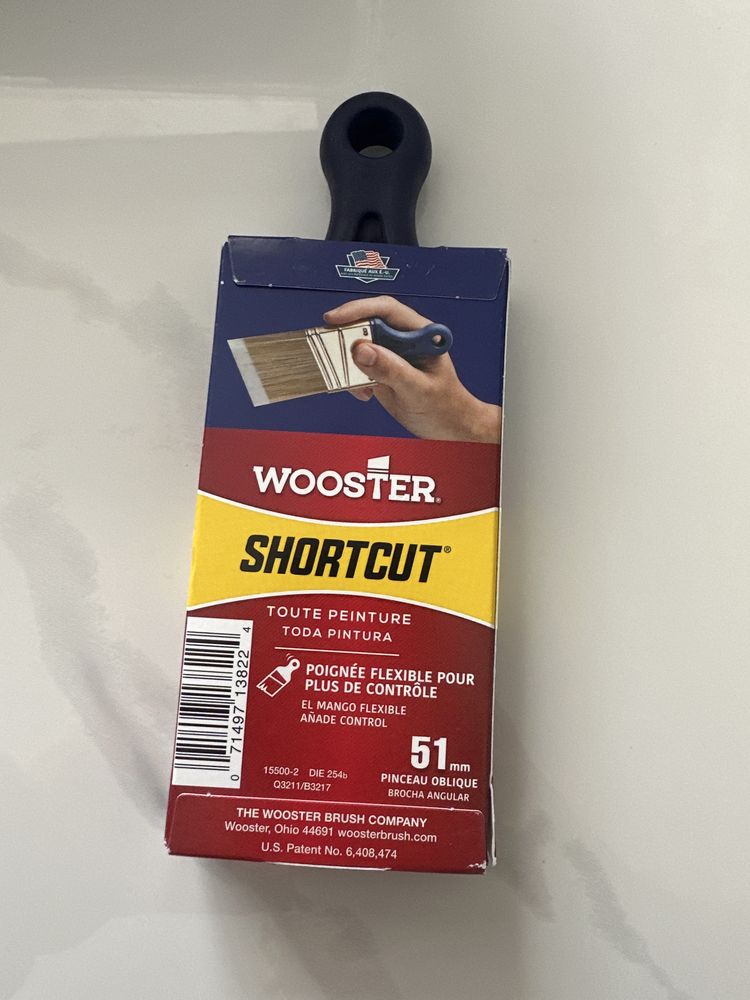 FABRIQUÉ AUX É.-U.
WOOSTER®
SHORTCUT®
TOUTE PEINTURE
TODA PINTURA
POIGNÉE FLEXIBLE POUR
PLUS DE CONTRÔLE
EL MANGO FLEXIBLE
AÑADE CONTROL
0 71497 13822 4
51 mm
PINCEAU OBLIQUE
BROCHA ANGULAR
15500-2 DIE 254b
Q3211/B3217
THE WOOSTER BRUSH COMPANY
Wooster, Ohio 44691 woosterbrush.com
U.S. Patent No. 6,408,474